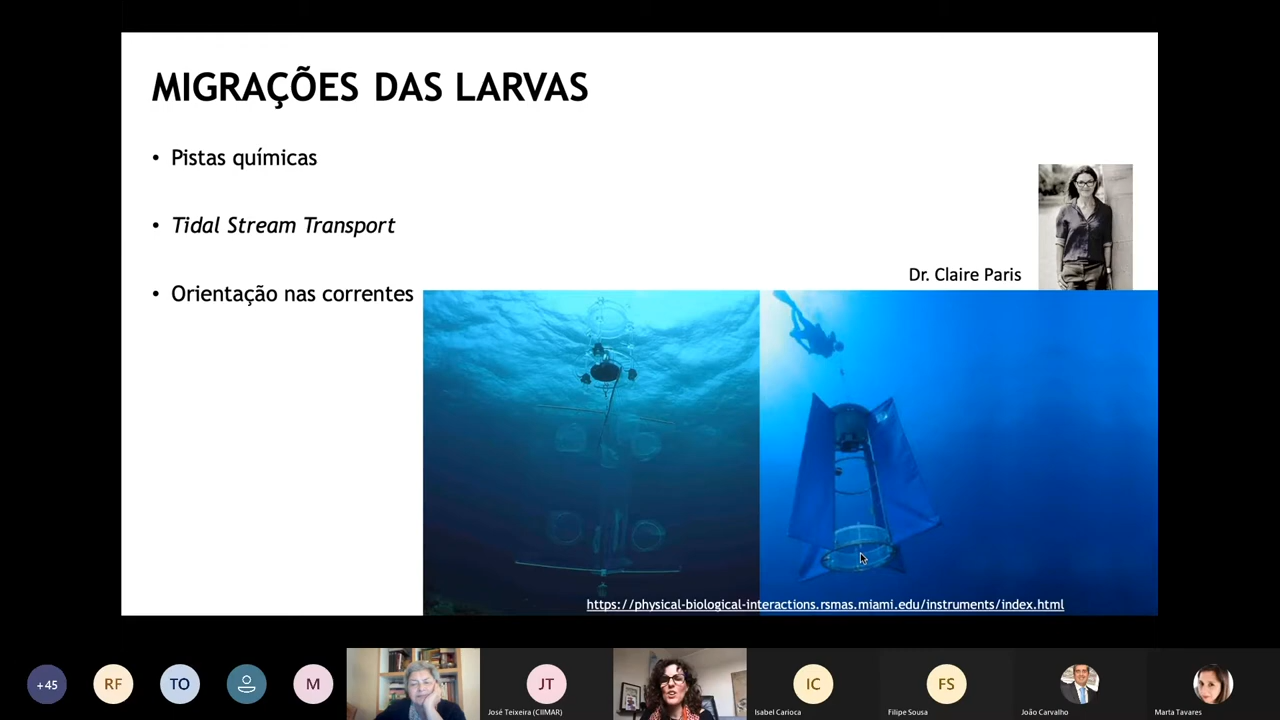 MIGRAÇÕES DAS LARVAS
• Pistas químicas
• Tidal Stream Transport
• Orientação nas correntes
Dr. Claire Paris
https://physical-biological-interactions.rsmas.miami.edu/instruments/index.html
+45
RF
TO
M
JT
José Teixeira (CIIMAR)
IC
Isabel Carioca
FS
Filipe Sousa
João Carvalho
Marta Tavares